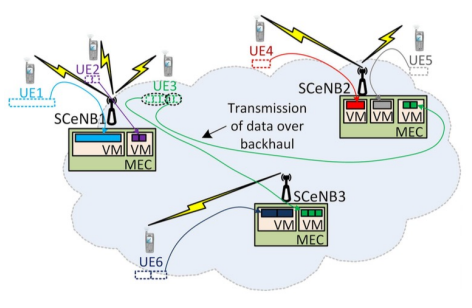 UE4
UE5
UE2
UE3
UE1
SCeNB1
SCeNB2
Transmission
of data over
backhaul
VM
VM
MEC
VM
VM
VM
MEC
SCeNB3
VM
VM
MEC
UE6